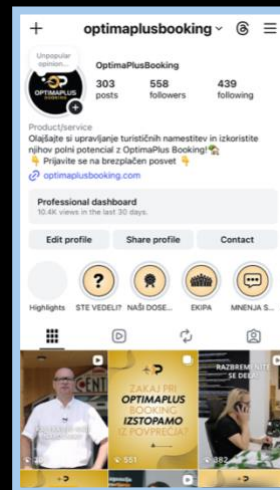 optimaplusbooking
Unpopular
opinion...
OPTIMAPLUS
BOOKING
OptimaPlusBooking
303
posts
558
followers
439
following
Product/service
Olajšajte si upravljanje turističnih namestitev in izkoristite
njihov polni potencial z OptimaPlus Booking!
Prijavite se na brezplačen posvet
optimaplusbooking.com
Professional dashboard
10.4K views in the last 30 days.
Edit profile
Share profile
Contact
Highlights
STE VEDELI?
NAŠI DOSE...
EKIPA
MNENJA S...
ZAKAJ PRI
OPTIMAPLUS
BOOKING
IZSTOPAMO
IZ POVPREČJA?
551
RAZBREMENITE
SE DELA!
882